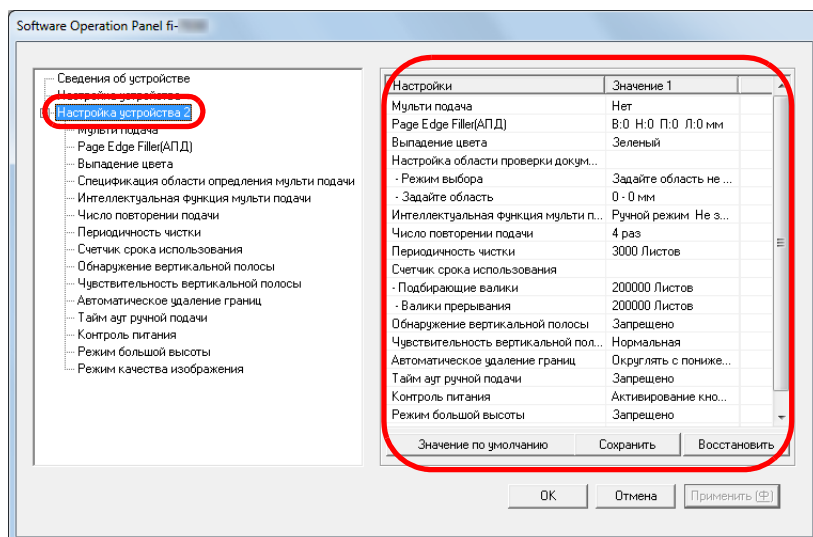 Software Operation Panel fi-
Сведения об устройстве
Настройка устройства
Настройка устройства 2
Мульти подача
Page Edge Filler(АПД)
Выпадение цвета
Спецификация области опредления мульти подачи
Интеллектуальная функция мульти подачи
Число повторении подачи
Периодичность чистки
Счетчик срока использования
Обнаружение вертикальной полосы
Чувствительность вертикальной полосы
Автоматическое удаление границ
Тайм аут ручной подачи
Контроль питания
Режим большой высоты
Режим качества изображения
Настройки Значение 1
Мульти подача Нет
Page Edge Filler(АПД) В:0 Н:0 П:0 Л:0 мм
Выпадение цвета Зеленый
Настройка области проверки докум...
- Режим выбора Задайте область не ...
- Задайте область 0 - 0 мм
Интеллектуальная функция мульти п... Ручной режим Не з...
Число повторении подачи 4 раз
Периодичность чистки 3000 Листов
Счетчик срока использования
- Подбирающие валики 200000 Листов
- Валики прерывания 200000 Листов
Обнаружение вертикальной полосы Запрещено
Чувствительность вертикальной пол... Нормальная
Автоматическое удаление границ Округлять с пониже...
Тайм аут ручной подачи Запрещено
Контроль питания Активирование кно...
Режим большой высоты Запрещено
Значение по умолчанию Сохранить Восстановить
OK Отмена Применить (Ф)